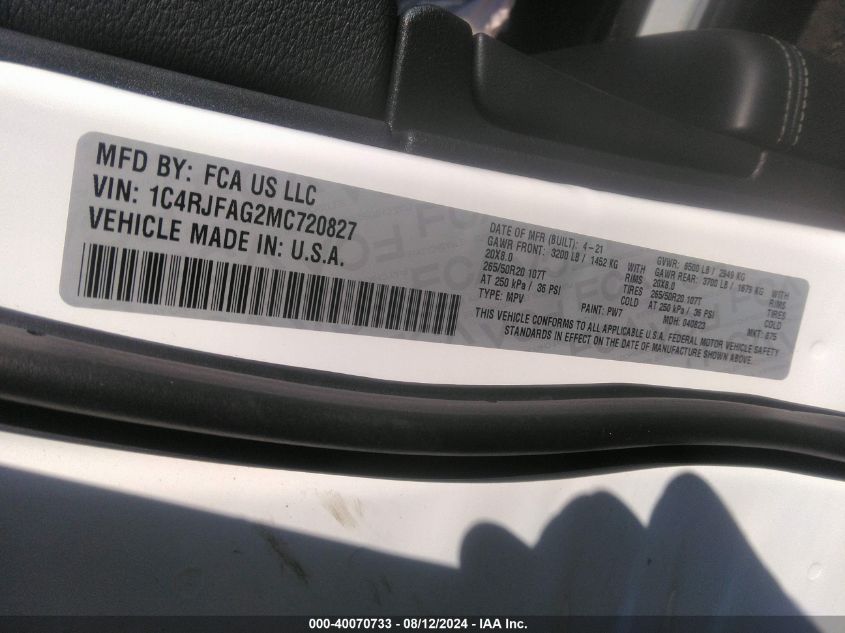 MFD BY: FCA US LLC
VIN: 1C4RJFAG2MC720827
VEHICLE MADE IN: U.S.A.
DATE OF MFR (BUILT): 4-21
GVWR: 6500 LB / 2949 KG
GAWR FRONT: 3200 LB / 1452 KG WITH
GAWR REAR: 3700 LB / 1679 KG WITH
20X8.0 RIMS
20X8.0 RIMS
265/50R20 107T TIRES
265/50R20 107T TIRES
AT 250 kPa / 36 PSI COLD
AT 250 kPa / 36 PSI COLD
TYPE: MPV PAINT: PW7 MDH: 040823 MKT: 675
THIS VEHICLE CONFORMS TO ALL APPLICABLE U.S.A. FEDERAL MOTOR VEHICLE SAFETY
STANDARDS IN EFFECT ON THE DATE OF MANUFACTURE SHOWN ABOVE.
000-40070733 - 08/12/2024 - IAA Inc.